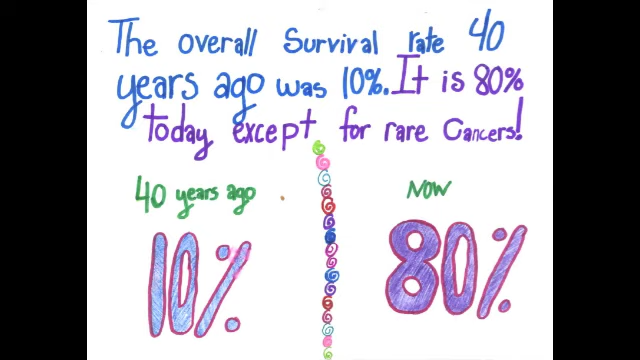 The overall Survival rate 40
years ago was 10%. It is 80%
today except for rare Cancers!
40 years ago
NOW
10%
80%